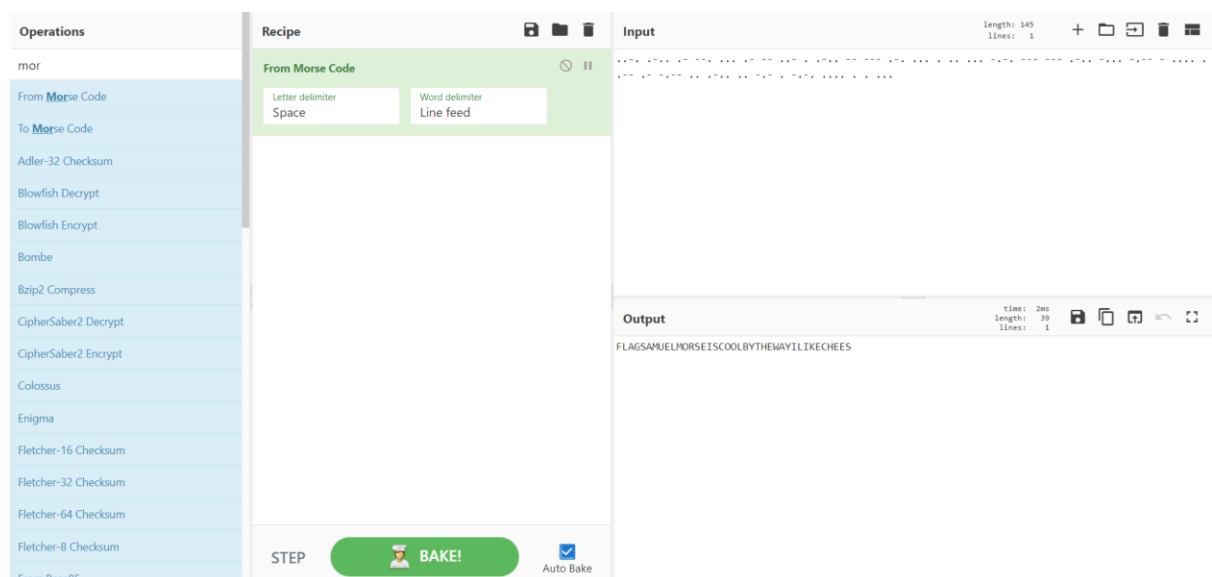 Operations
mor
From Morse Code
To Morse Code
Adler-32 Checksum
Blowfish Decrypt
Blowfish Encrypt
Bombe
Bzip2 Compress
CipherSaber2 Decrypt
CipherSaber2 Encrypt
Colossus
Enigma
Fletcher-16 Checksum
Fletcher-32 Checksum
Fletcher-64 Checksum
Fletcher-8 Checksum
Recipe
From Morse Code
Letter delimiter
Space
Word delimiter
Line feed
STEP
BAKE!
Auto Bake
Input
length: 145
lines: 1
..-. .-.. .- --. ... .- -- ..- . .-.. -- --- .-. ... . .. ... -.-. --- --- .-.. -... -.-- - .... .
.-- .- -.-- .. .-.. .. -.- . -.-. .... . . ...
Output
time: 2ms
length: 39
lines: 1
FLAGSAMUELMORSEISCOOLBYTHEWAYILIKECHEES